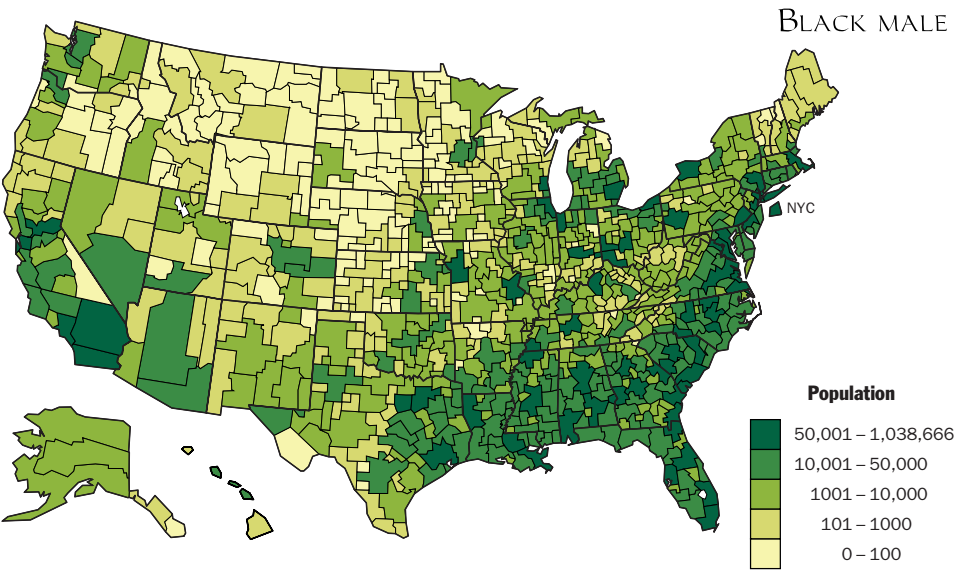 BLACK MALE
NYC
Population
50,001 – 1,038,666
10,001 – 50,000
1001 – 10,000
101 – 1000
0 – 100